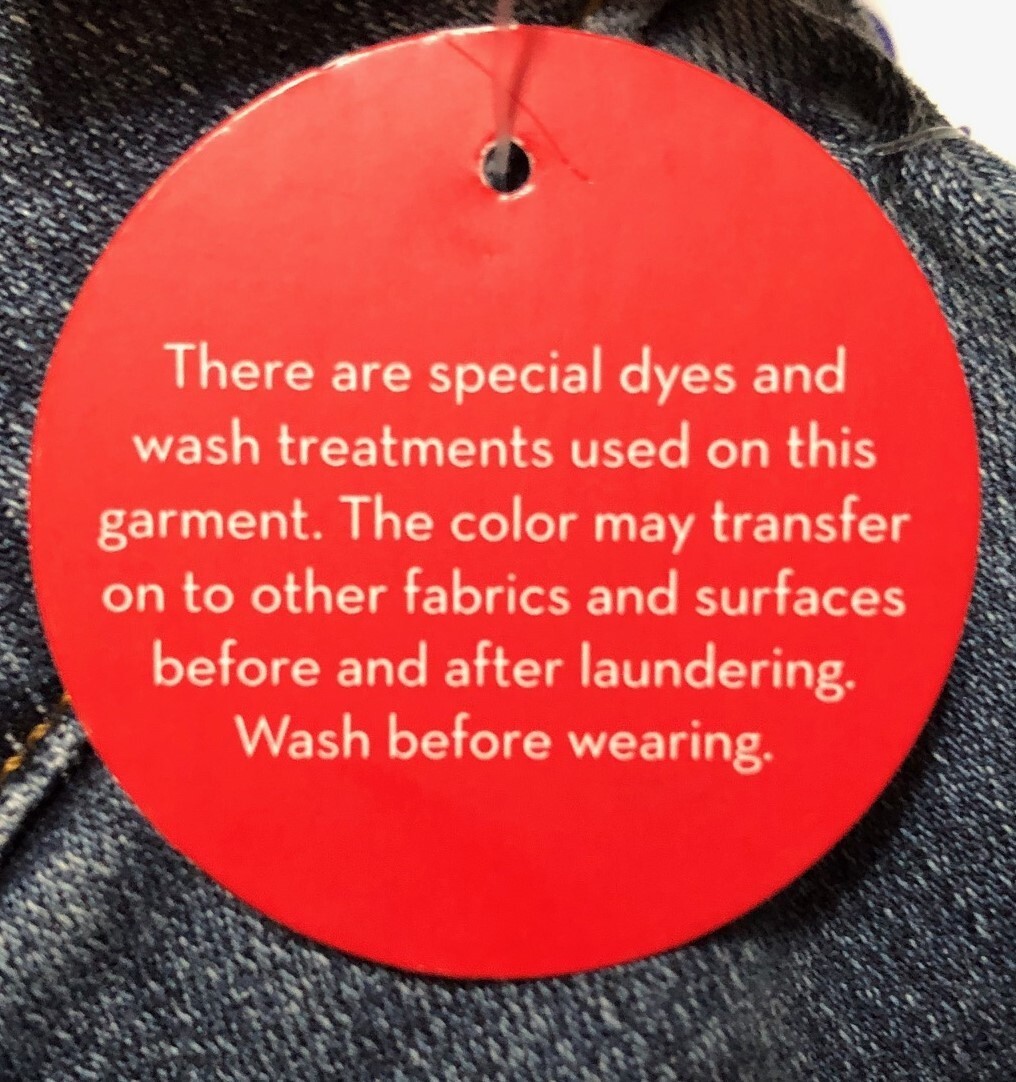 There are special dyes and
wash treatments used on this
garment. The color may transfer
on to other fabrics and surfaces
before and after laundering.
Wash before wearing.